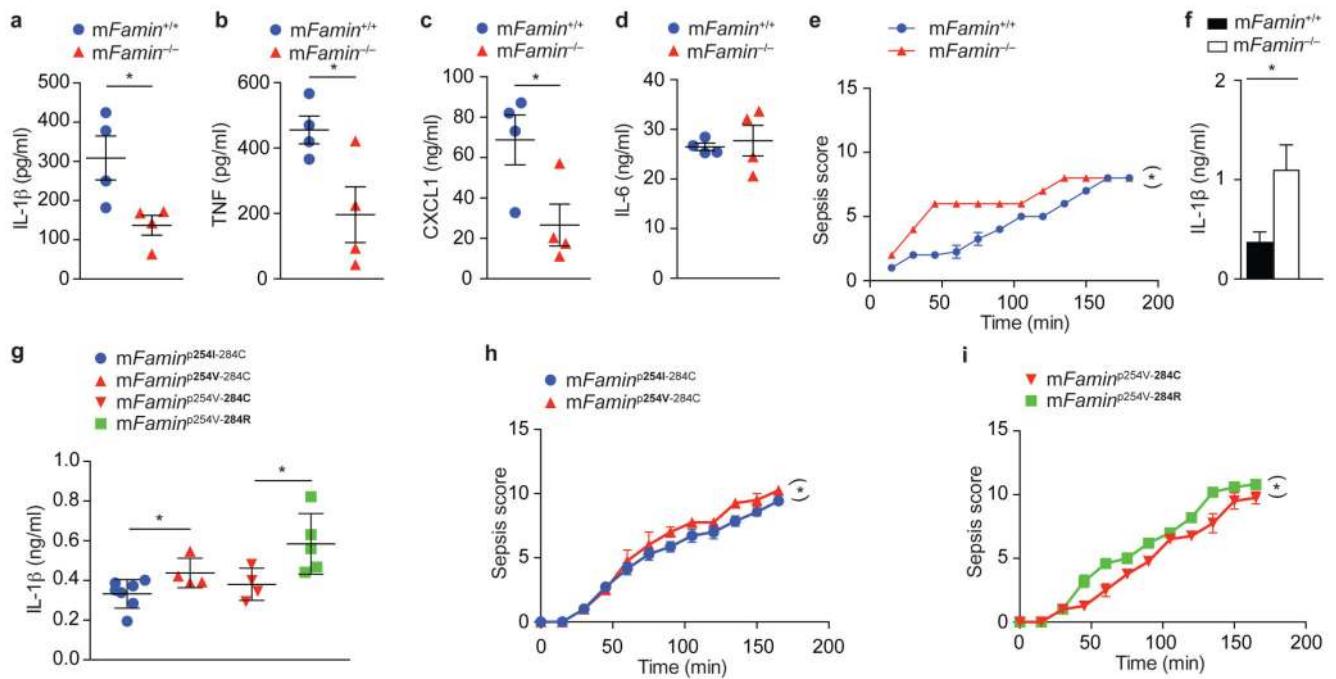 a
mFamin+/+
mFamin−/−
*
IL-1β (pg/ml)
500
400
300
200
100
0
b
mFamin+/+
mFamin−/−
*
TNF (pg/ml)
600
400
200
0
c
mFamin+/+
mFamin−/−
*
CXCL1 (ng/ml)
100
80
60
40
20
0
d
mFamin+/+
mFamin−/−
IL-6 (ng/ml)
40
30
20
10
0
e
mFamin+/+
mFamin−/−
Sepsis score
15
10
5
0
(*)
0 50 100 150 200
Time (min)
f
mFamin+/+
mFamin−/−
*
IL-1β (ng/ml)
2
1
0
g
mFaminp254I-284C
mFaminp254V-284C
mFaminp254V-284C
mFaminp254V-284R
*
*
IL-1β (ng/ml)
1.0
0.8
0.6
0.4
0.2
0.0
h
mFaminp254I-284C
mFaminp254V-284C
Sepsis score
15
10
5
0
(*)
0 50 100 150 200
Time (min)
i
mFaminp254V-284C
mFaminp254V-284R
Sepsis score
15
10
5
0
(*)
0 50 100 150 200
Time (min)